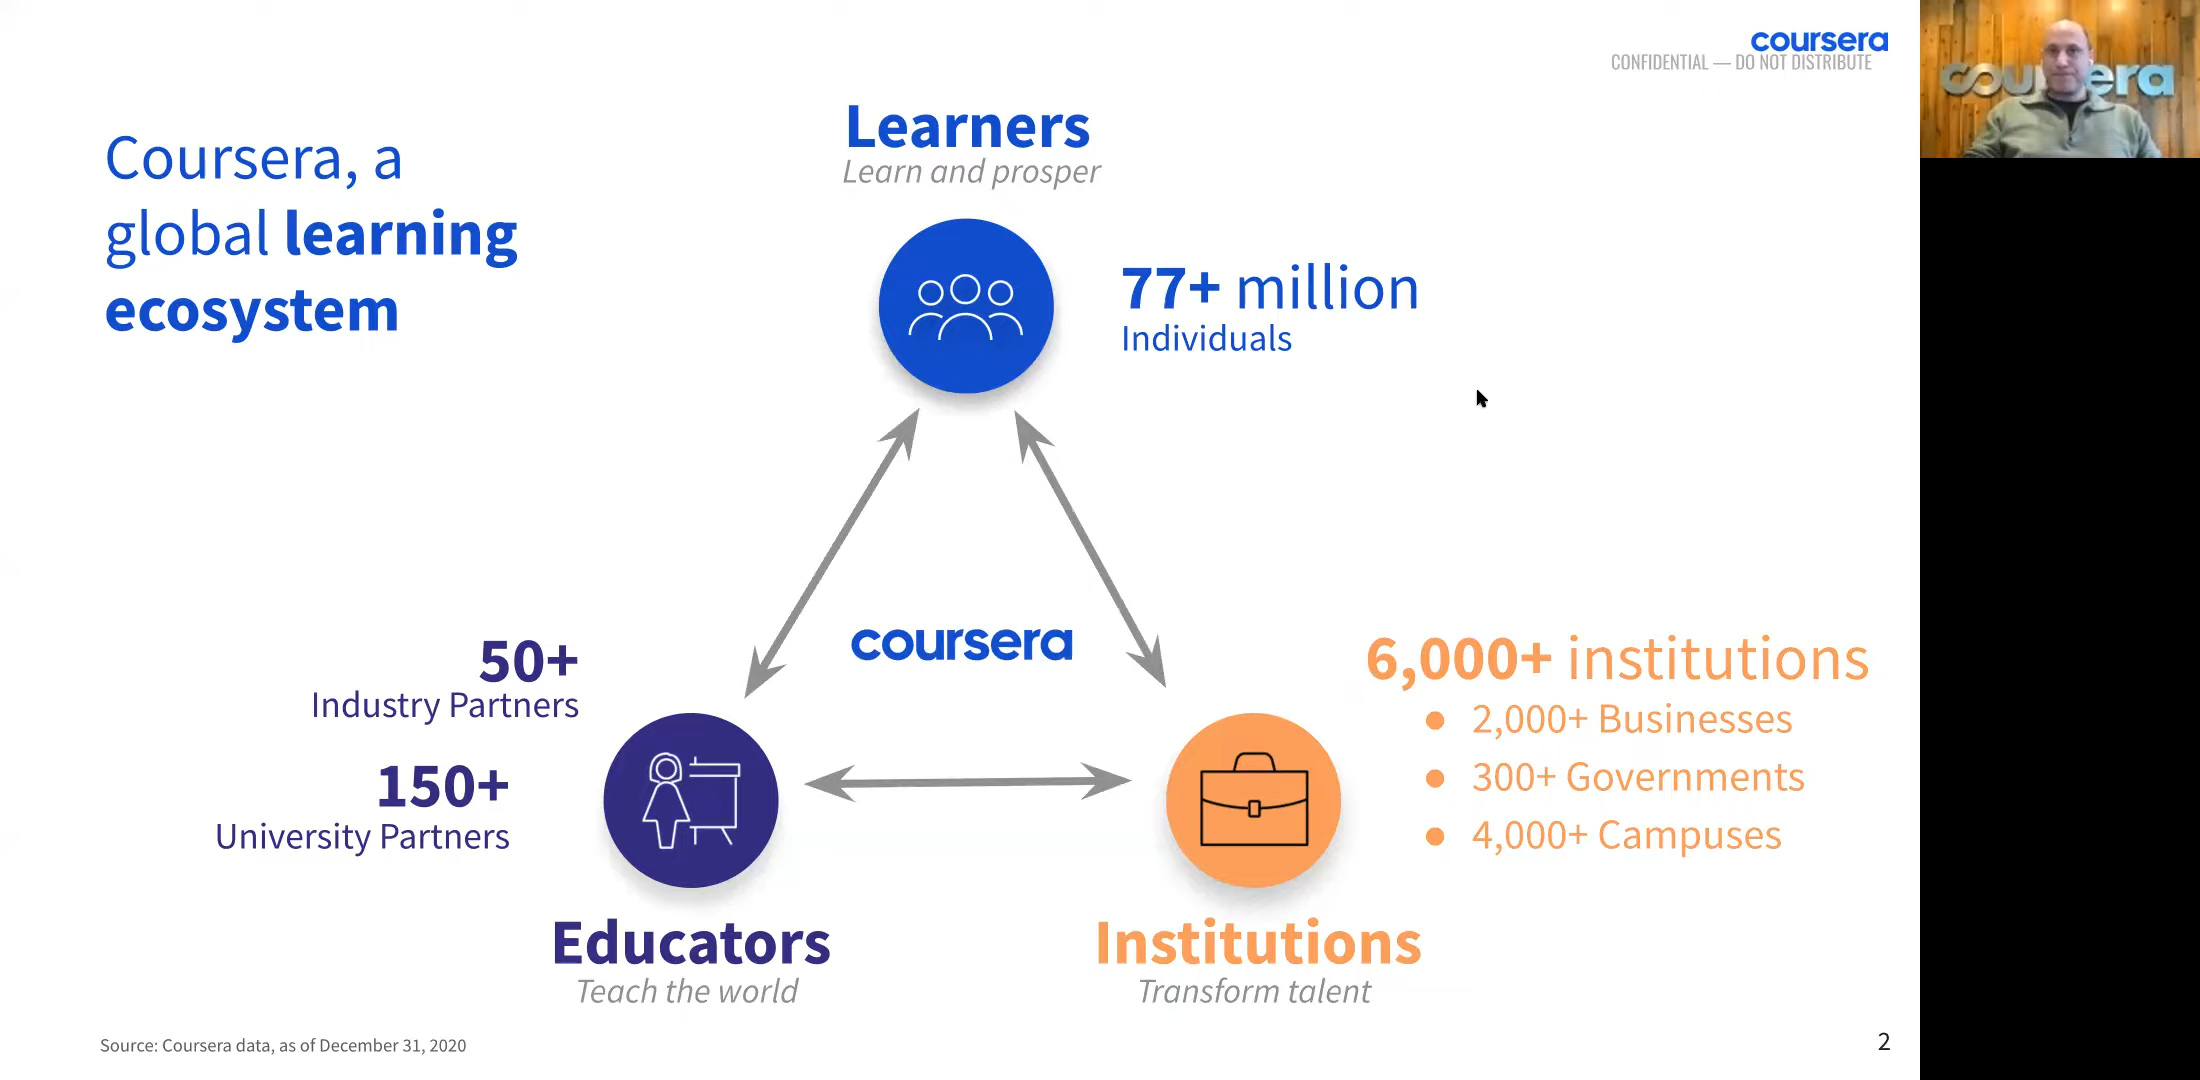 coursera
CONFIDENTIAL — DO NOT DISTRIBUTE
Coursera, a
global learning
ecosystem
Learners
Learn and prosper
77+ million
Individuals
coursera
50+
Industry Partners
150+
University Partners
Educators
Teach the world
6,000+ institutions
● 2,000+ Businesses
● 300+ Governments
● 4,000+ Campuses
Institutions
Transform talent
Source: Coursera data, as of December 31, 2020
2